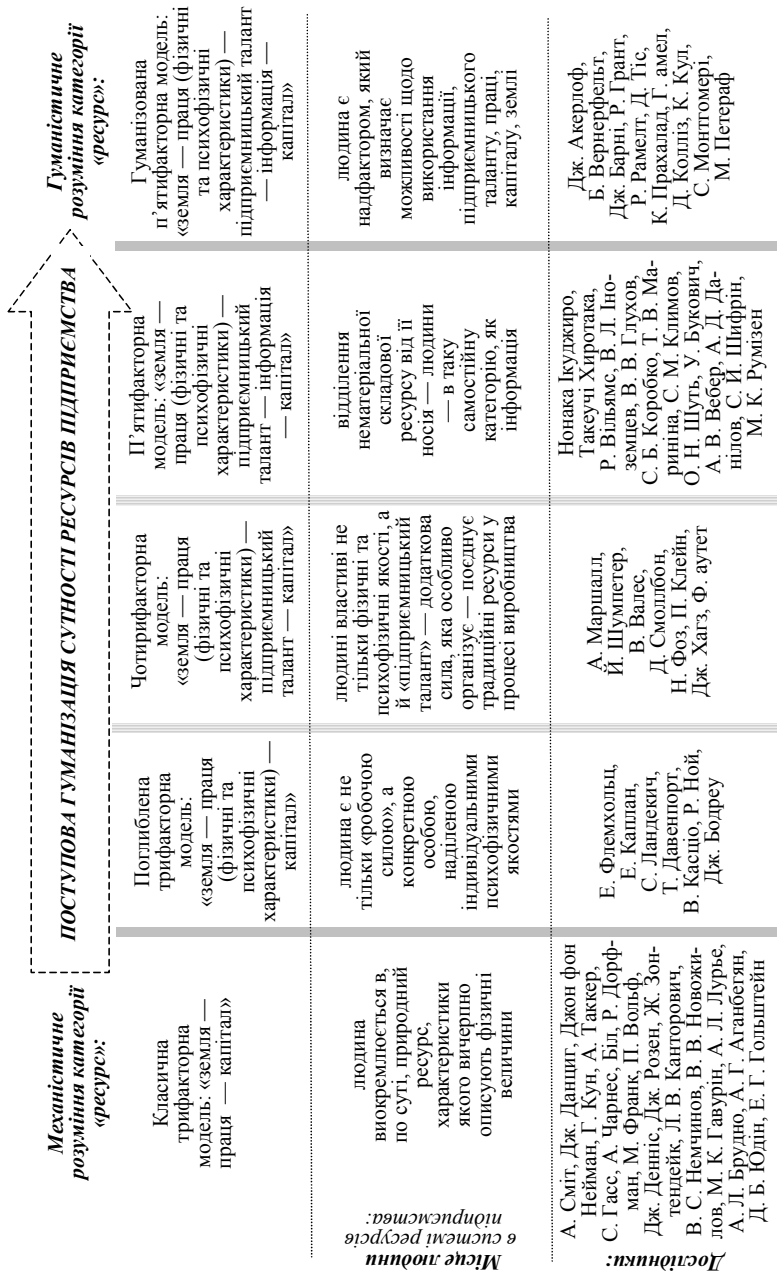 Механістичне
розуміння категорії
«ресурс»:
ПОСТУПОВА ГУМАНІЗАЦІЯ СУТНОСТІ РЕСУРСІВ ПІДПРИЄМСТВА
Гуманістичне
розуміння категорії
«ресурс»:
Класична
трифакторна
модель: «земля —
праця — капітал»
Поглиблена
трифакторна
модель:
«земля — праця
(фізичні та
психофізичні
характеристики) —
капітал»
Чотирифакторна
модель:
«земля — праця
(фізичні та
психофізичні
характеристики) —
підприємницький
талант — капітал»
П’ятифакторна
модель: «земля —
праця (фізичні та
психофізичні
характеристики) —
підприємницький
талант — інформація
— капітал»
Гуманізована
п’ятифакторна модель:
«земля — праця (фізичні
та психофізичні
характеристики) —
підприємницький талант
— інформація —
капітал»
Місце людини
в системі ресурсів
підприємства:
людина
виокремлюється в,
по суті, природний
ресурс,
характеристики
якого вичерпно
описують фізичні
величини
людина є не
тільки «робочою
силою», а
конкретною
особою,
наділеною
індивідуальними
психофізичними
якостями
людині властиві не
тільки фізичні та
психофізичні якості, а
й «підприємницький
талант» — додаткова
сила, яка особливо
організує — поєднує
традиційні ресурси у
процесі виробництва
відділення
нематеріальної
складової
ресурсу від її
носія — людини
— в таку
самостійну
категорію, як
інформація
людина є
надфактором, який
визначає
можливості щодо
використання
інформації,
підприємницького
таланту, праці,
капіталу, землі
Дослідники:
А. Сміт, Дж. Данциг, Джон фон
Нейман, Г. Кун, А. Таккер,
С. Гасс, А. Чарнес, Біл, Р. Дорф-
ман, М. Франк, П. Вольф,
Дж. Денніс, Дж. Розен, Ж. Зон-
тендейк, Л. В. Канторович,
В. С. Немчинов, В. В. Новожи-
лов, М. К. Гавурін, А. Л. Лурье,
А. Л. Брудно, А. Г. Аганбегян,
Д. Б. Юдін, Е. Г. Гольштейн
Е. Флемхольц,
Е. Каплан,
С. Ландекич,
Т. Давенпорт,
В. Касціо, Р. Ной,
Дж. Бодреу
А. Маршалл,
Й. Шумпетер,
В. Валес,
Д. Смоллбон,
Н. Фоз, П. Клейн,
Дж. Хагз, Ф. аутет
Нонака Ікуджиро,
Такеучі Хиротака,
Р. Вільямс, В. Л. Іно-
земцев, В. В. Глухов,
С. Б. Коробко, Т. В. Ма-
риніна, С. М. Климов,
О. Н. Шуть, У. Букович,
А. В. Вебер, А. Д. Да-
нілов, С. Й. Шифрін,
М. К. Румізен
Дж. Акерлоф,
Б. Вернерфельт,
Дж. Барні, Р. Грант,
Р. Рамелт, Д. Тіс,
К. Прахалад, Г. амел,
Д. Колліз, К. Кул,
С. Монтгомері,
М. Петераф